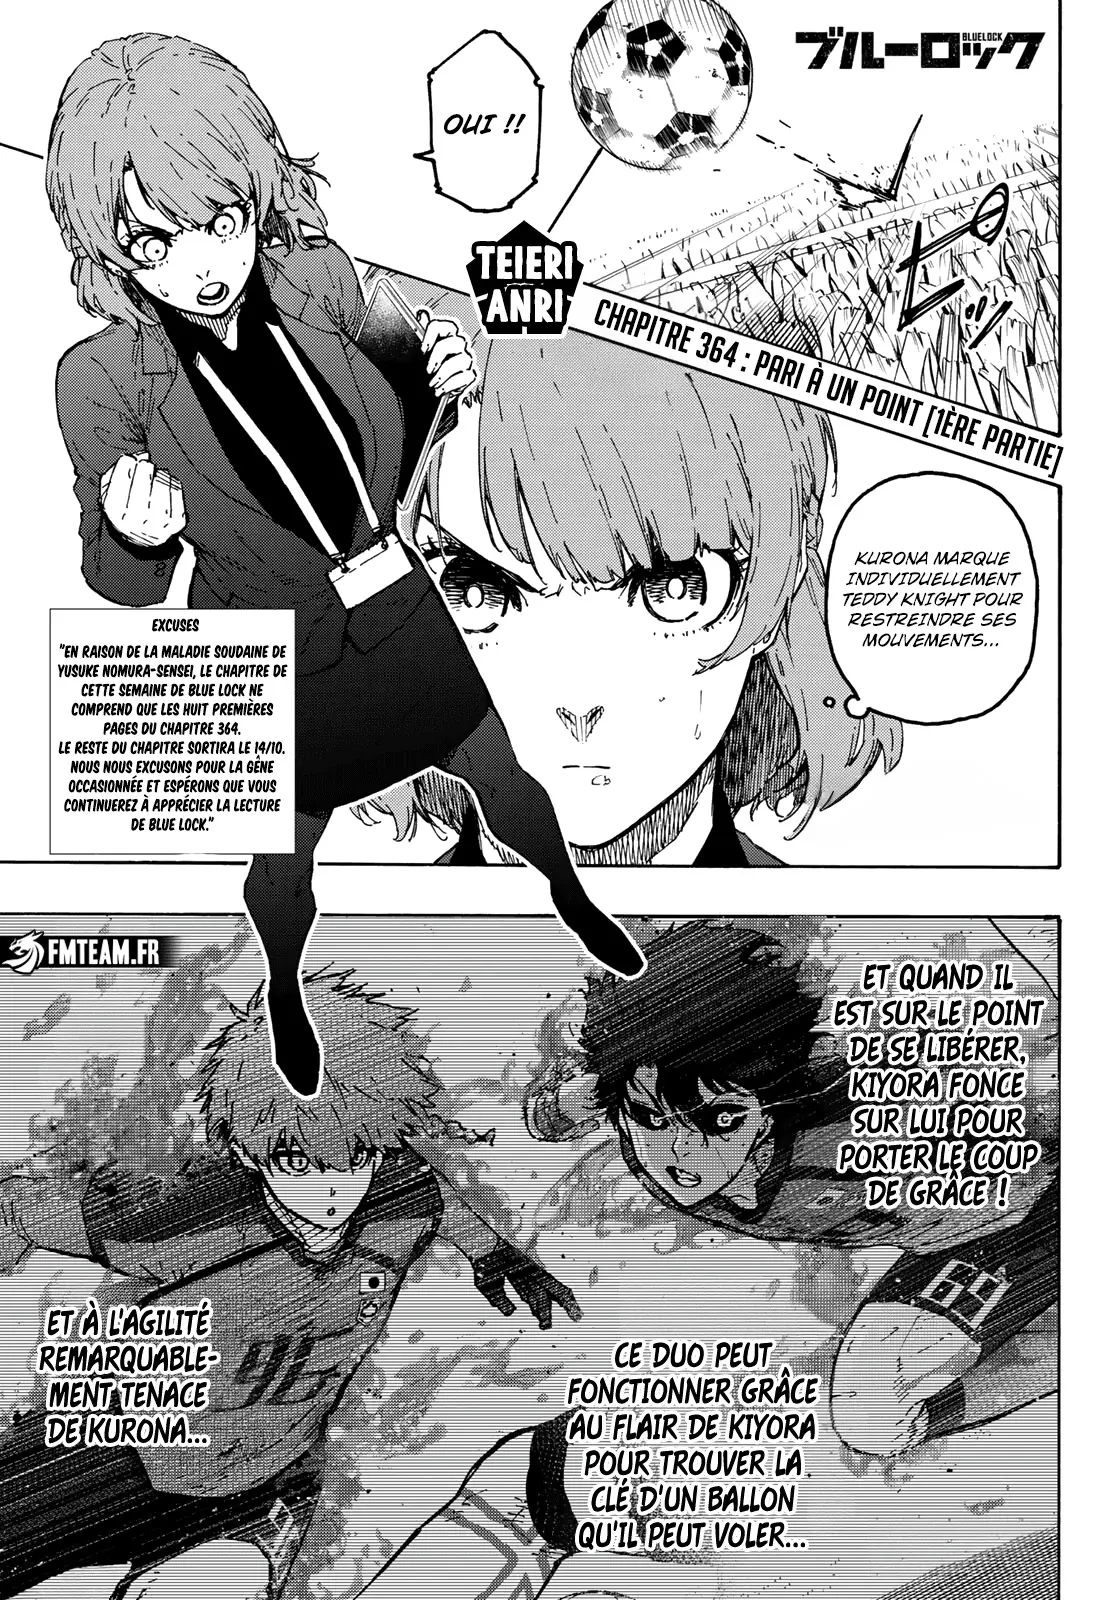 ブルーロック
BLUELOCK
OUI !!
TEIERI
ANRI
CHAPITRE 364 : PARI À UN POINT [1ÈRE PARTIE]
KURONA MARQUE
INDIVIDUELLEMENT
TEDDY KNIGHT POUR
RESTREINDRE SES
MOUVEMENTS...
EXCUSES
"EN RAISON DE LA MALADIE SOUDAINE DE
YUSUKE NOMURA-SENSEI, LE CHAPITRE DE
CETTE SEMAINE DE BLUE LOCK NE
COMPREND QUE LES HUIT PREMIÈRES
PAGES DU CHAPITRE 364.
LE RESTE DU CHAPITRE SORTIRA LE 14/10.
NOUS NOUS EXCUSONS POUR LA GÊNE
OCCASIONNÉE ET ESPÉRONS QUE VOUS
CONTINUEREZ À APPRÉCIER LA LECTURE
DE BLUE LOCK."
FMTEAM.FR
ET QUAND IL
EST SUR LE POINT
DE SE LIBÉRER,
KIYORA FONCE
SUR LUI POUR
PORTER LE COUP
DE GRÂCE !
69
96
ET À L'AGILITÉ
REMARQUABLE-
MENT TENACE
DE KURONA...
CE DUO PEUT
FONCTIONNER GRÂCE
AU FLAIR DE KIYORA
POUR TROUVER LA
CLÉ D'UN BALLON
QU'IL PEUT VOLER...